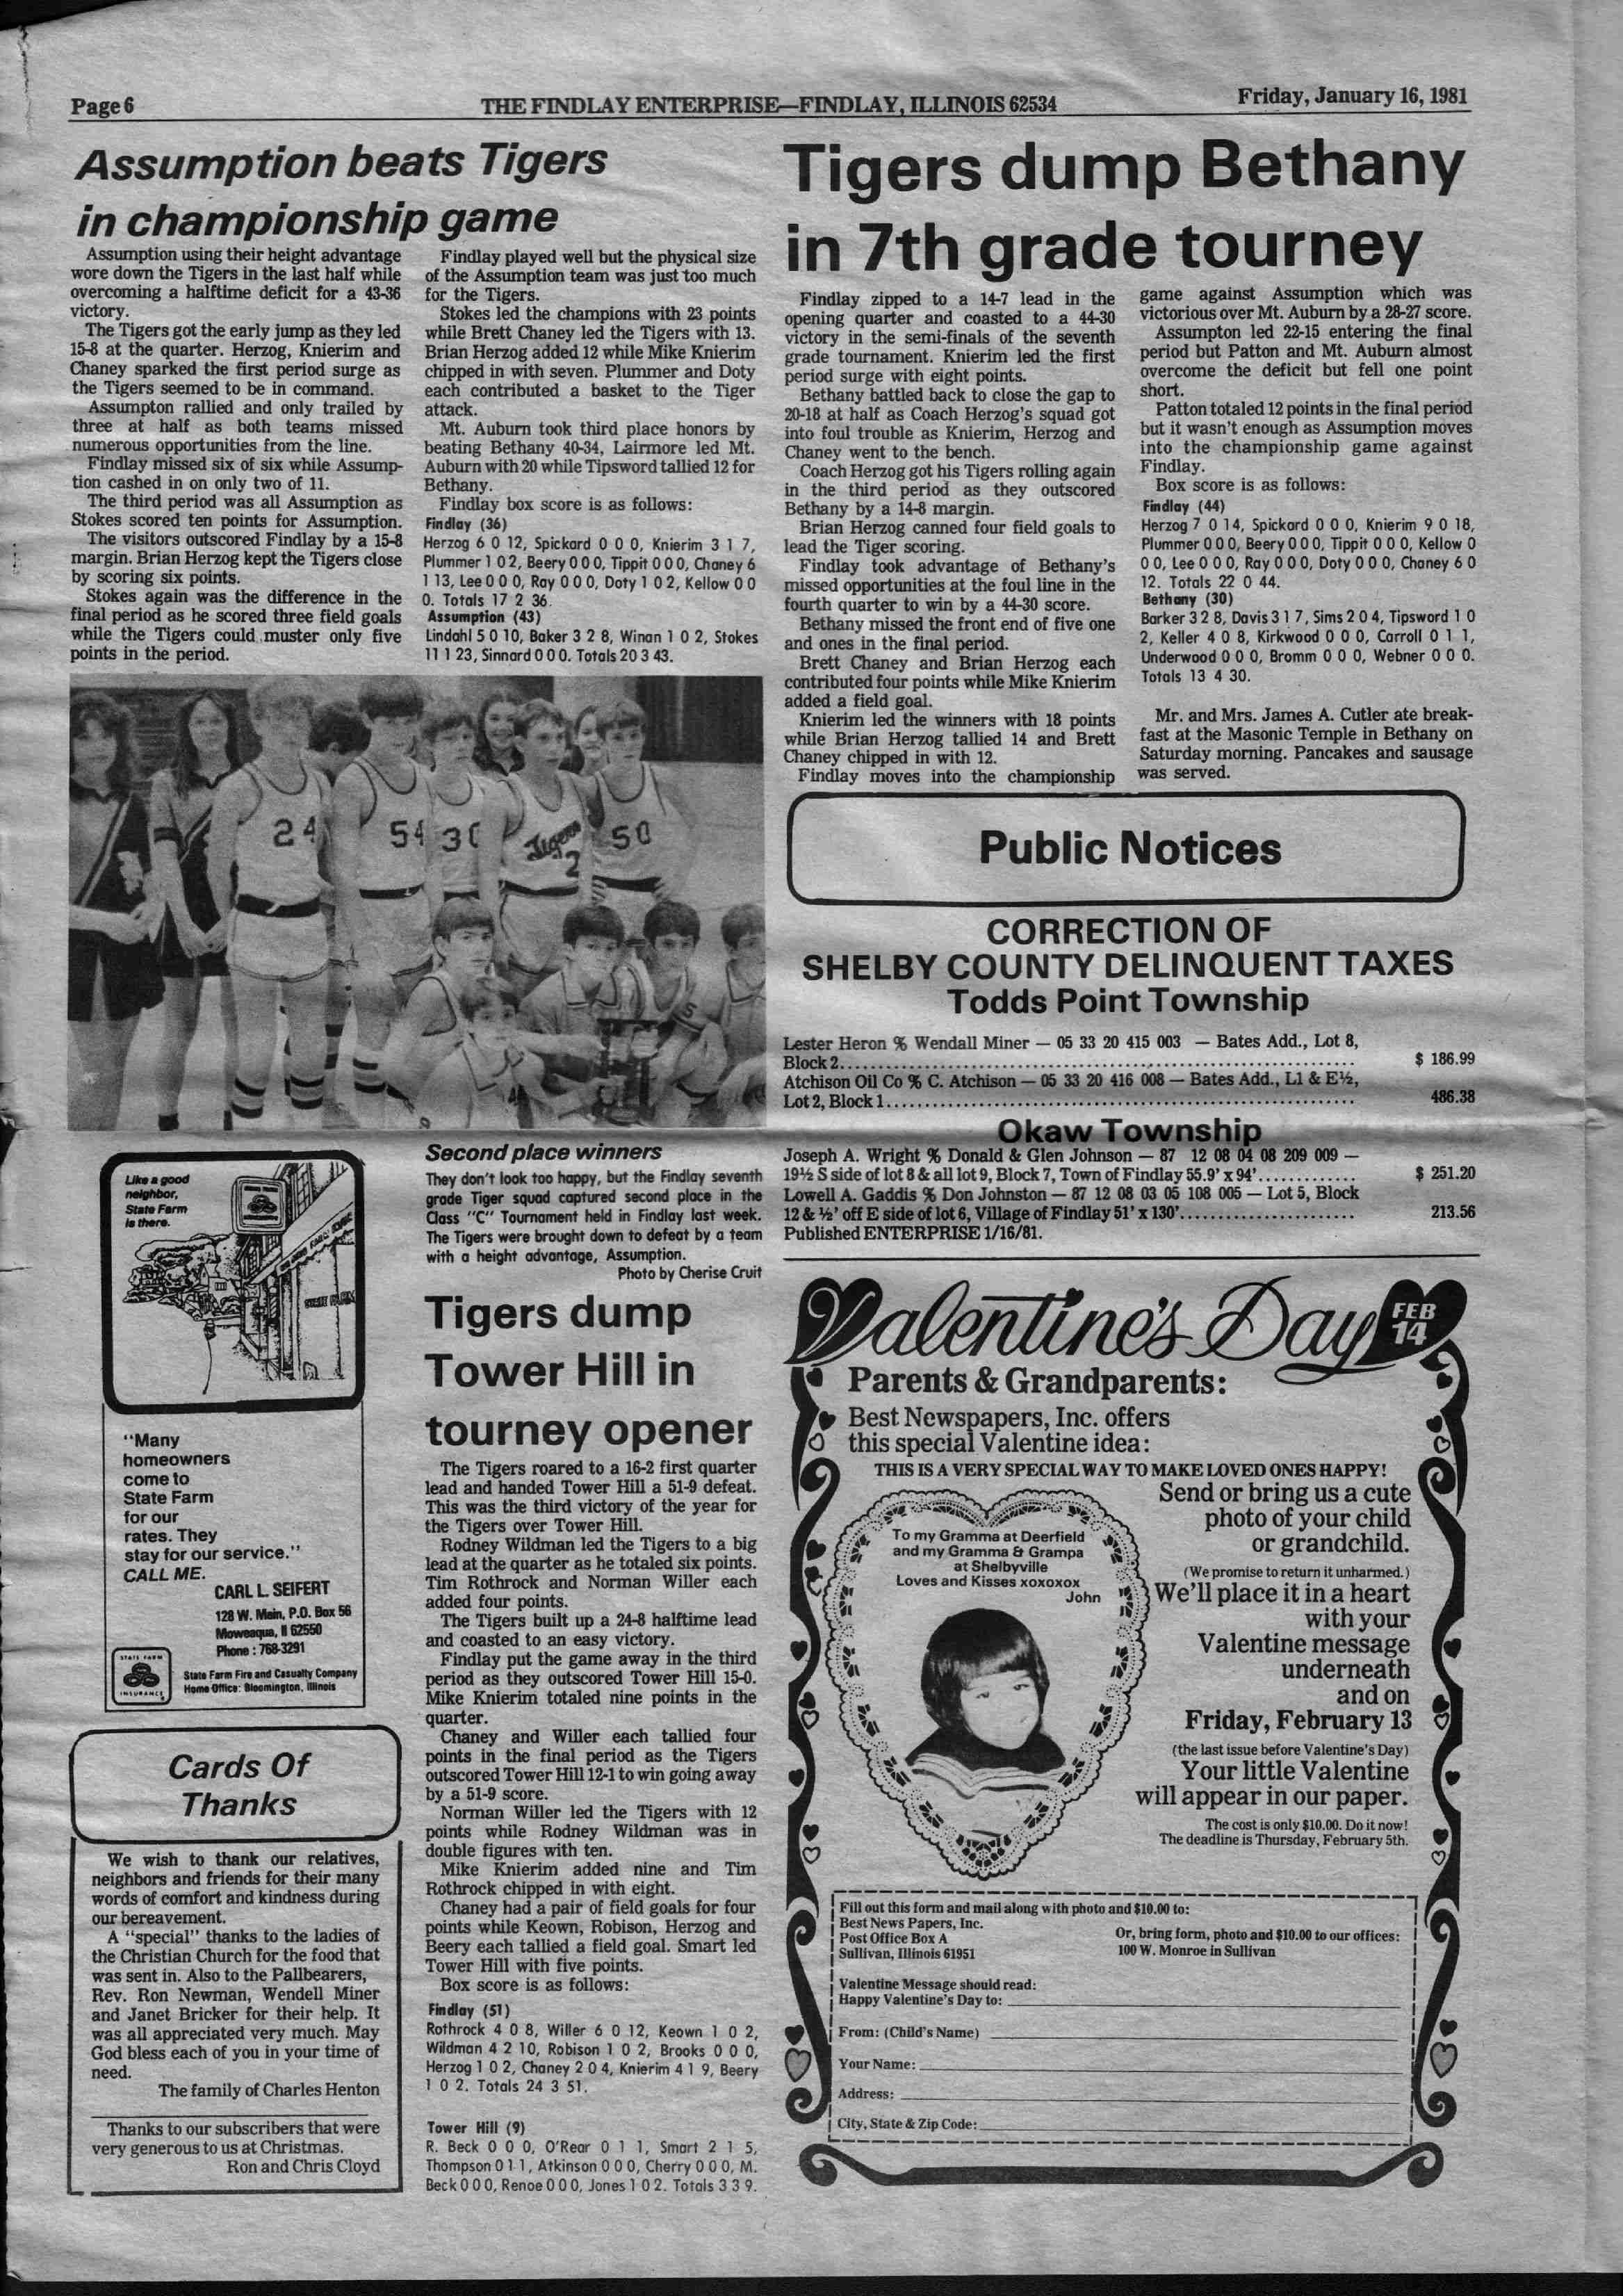 Page 6
THE FINDLAY ENTERPRISE—FINDLAY, ILLINOIS 62534
Friday, January 16, 1981
Assumption beats Tigers
in championship game
Assumption using their height advantage
wore down the Tigers in the last half while
overcoming a halftime deficit for a 43-36
victory.
The Tigers got the early jump as they led
15-8 at the quarter. Herzog, Knierim and
Chaney sparked the first period surge as
the Tigers seemed to be in command.
Assumpton rallied and only trailed by
three at half as both teams missed
numerous opportunities from the line.
Findlay missed six of six while Assump-
tion cashed in on only two of 11.
The third period was all Assumption as
Stokes scored ten points for Assumption.
The visitors outscored Findlay by a 15-8
margin. Brian Herzog kept the Tigers close
by scoring six points.
Stokes again was the difference in the
final period as he scored three field goals
while the Tigers could muster only five
points in the period.
Findlay played well but the physical size
of the Assumption team was just too much
for the Tigers.
Stokes led the champions with 23 points
while Brett Chaney led the Tigers with 13.
Brian Herzog added 12 while Mike Knierim
chipped in with seven. Plummer and Doty
each contributed a basket to the Tiger
attack.
Mt. Auburn took third place honors by
beating Bethany 40-34, Lairmore led Mt.
Auburn with 20 while Tipsword tallied 12 for
Bethany.
Findlay box score is as follows:
Findlay (36)
Herzog 6 0 12, Spickard 0 0 0, Knierim 3 1 7,
Plummer 1 0 2, Beery 0 0 0, Tippit 0 0 0, Chaney 6
1 13, Lee 0 0 0, Ray 0 0 0, Doty 1 0 2, Kellow 0 0
0. Totals 17 2 36.
Assumption (43)
Lindahl 5 0 10, Baker 3 2 8, Winan 1 0 2, Stokes
11 1 23, Sinnard 0 0 0. Totals 20 3 43.
Tigers dump Bethany
in 7th grade tourney
Findlay zipped to a 14-7 lead in the
opening quarter and coasted to a 44-30
victory in the semi-finals of the seventh
grade tournament. Knierim led the first
period surge with eight points.
Bethany battled back to close the gap to
20-18 at half as Coach Herzog's squad got
into foul trouble as Knierim, Herzog and
Chaney went to the bench.
Coach Herzog got his Tigers rolling again
in the third period as they outscored
Bethany by a 14-8 margin.
Brian Herzog canned four field goals to
lead the Tiger scoring.
Findlay took advantage of Bethany's
missed opportunities at the foul line in the
fourth quarter to win by a 44-30 score.
Bethany missed the front end of five one
and ones in the final period.
Brett Chaney and Brian Herzog each
contributed four points while Mike Knierim
added a field goal.
Knierim led the winners with 18 points
while Brian Herzog tallied 14 and Brett
Chaney chipped in with 12.
Findlay moves into the championship
game against Assumption which was
victorious over Mt. Auburn by a 28-27 score.
Assumpton led 22-15 entering the final
period but Patton and Mt. Auburn almost
overcome the deficit but fell one point
short.
Patton totaled 12 points in the final period
but it wasn't enough as Assumption moves
into the championship game against
Findlay.
Box score is as follows:
Findlay (44)
Herzog 7 0 14, Spickard 0 0 0, Knierim 9 0 18,
Plummer 0 0 0, Beery 0 0 0, Tippit 0 0 0, Kellow 0
0 0, Lee 0 0 0, Ray 0 0 0, Doty 0 0 0, Chaney 6 0
12. Totals 22 0 44.
Bethany (30)
Barker 3 2 8, Davis 3 1 7, Sims 2 0 4, Tipsword 1 0
2, Keller 4 0 8, Kirkwood 0 0 0, Carroll 0 1 1,
Underwood 0 0 0, Bromm 0 0 0, Webner 0 0 0.
Totals 13 4 30.
Mr. and Mrs. James A. Cutler ate break-
fast at the Masonic Temple in Bethany on
Saturday morning. Pancakes and sausage
was served.
24
54
30
Tigers
2
50
Public Notices
CORRECTION OF
SHELBY COUNTY DELINQUENT TAXES
Todds Point Township
Lester Heron % Wendall Miner — 05 33 20 415 003 — Bates Add., Lot 8,
Block 2 $ 186.99
Atchison Oil Co % C. Atchison — 05 33 20 416 008 — Bates Add., L1 & E½,
Lot 2, Block 1 486.38
Okaw Township
Joseph A. Wright % Donald & Glen Johnson — 87 12 08 04 08 209 009 —
19½ S side of lot 8 & all lot 9, Block 7, Town of Findlay 55.9' x 94' $ 251.20
Lowell A. Gaddis % Don Johnston — 87 12 08 03 05 108 005 — Lot 5, Block
12 & ½' off E side of lot 6, Village of Findlay 51' x 130' 213.56
Published ENTERPRISE 1/16/81.
Second place winners
They don't look too happy, but the Findlay seventh
grade Tiger squad captured second place in the
Class "C" Tournament held in Findlay last week.
The Tigers were brought down to defeat by a team
with a height advantage, Assumption.
Photo by Cherise Cruit
Like a good
neighbor,
State Farm
is there.
"Many
homeowners
come to
State Farm
for our
rates. They
stay for our service."
CALL ME.
CARL L. SEIFERT
128 W. Main, P.O. Box 56
Moweaqua, Il 62550
Phone : 768-3291
STATE FARM
INSURANCE
State Farm Fire and Casualty Company
Home Office: Bloomington, Illinois
Cards Of
Thanks
We wish to thank our relatives,
neighbors and friends for their many
words of comfort and kindness during
our bereavement.
A "special" thanks to the ladies of
the Christian Church for the food that
was sent in. Also to the Pallbearers,
Rev. Ron Newman, Wendell Miner
and Janet Bricker for their help. It
was all appreciated very much. May
God bless each of you in your time of
need.
The family of Charles Henton
Thanks to our subscribers that were
very generous to us at Christmas.
Ron and Chris Cloyd
Tigers dump
Tower Hill in
tourney opener
The Tigers roared to a 16-2 first quarter
lead and handed Tower Hill a 51-9 defeat.
This was the third victory of the year for
the Tigers over Tower Hill.
Rodney Wildman led the Tigers to a big
lead at the quarter as he totaled six points.
Tim Rothrock and Norman Willer each
added four points.
The Tigers built up a 24-8 halftime lead
and coasted to an easy victory.
Findlay put the game away in the third
period as they outscored Tower Hill 15-0.
Mike Knierim totaled nine points in the
quarter.
Chaney and Willer each tallied four
points in the final period as the Tigers
outscored Tower Hill 12-1 to win going away
by a 51-9 score.
Norman Willer led the Tigers with 12
points while Rodney Wildman was in
double figures with ten.
Mike Knierim added nine and Tim
Rothrock chipped in with eight.
Chaney had a pair of field goals for four
points while Keown, Robison, Herzog and
Beery each tallied a field goal. Smart led
Tower Hill with five points.
Box score is as follows:
Findlay (51)
Rothrock 4 0 8, Willer 6 0 12, Keown 1 0 2,
Wildman 4 2 10, Robison 1 0 2, Brooks 0 0 0,
Herzog 1 0 2, Chaney 2 0 4, Knierim 4 1 9, Beery
1 0 2. Totals 24 3 51.
Tower Hill (9)
R. Beck 0 0 0, O'Rear 0 1 1, Smart 2 1 5,
Thompson 0 1 1, Atkinson 0 0 0, Cherry 0 0 0, M.
Beck 0 0 0, Renoe 0 0 0, Jones 1 0 2. Totals 3 3 9.
Valentine's Day
FEB
14
Parents & Grandparents:
Best Newspapers, Inc. offers
this special Valentine idea:
THIS IS A VERY SPECIAL WAY TO MAKE LOVED ONES HAPPY!
To my Gramma at Deerfield
and my Gramma & Grampa
at Shelbyville
Loves and Kisses xoxoxox
John
Send or bring us a cute
photo of your child
or grandchild.
(We promise to return it unharmed.)
We'll place it in a heart
with your
Valentine message
underneath
and on
Friday, February 13
(the last issue before Valentine's Day)
Your little Valentine
will appear in our paper.
The cost is only $10.00. Do it now!
The deadline is Thursday, February 5th.
Fill out this form and mail along with photo and $10.00 to:
Best News Papers, Inc.
Post Office Box A
Sullivan, Illinois 61951
Or, bring form, photo and $10.00 to our offices:
100 W. Monroe in Sullivan
Valentine Message should read:
Happy Valentine's Day to:
From: (Child's Name)
Your Name:
Address:
City, State & Zip Code: